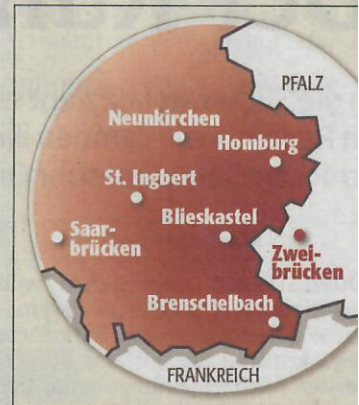 PFALZ
Neunkirchen
Homburg
St. Ingbert
Blieskastel
Saar-
brücken
Zwei-
brücken
Brenschelbach
FRANKREICH